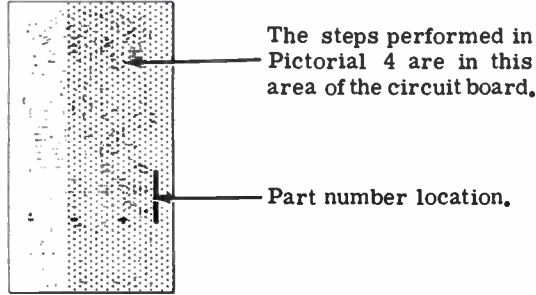 The steps performed in
Pictorial 4 are in this
area of the circuit board.
Part number location.